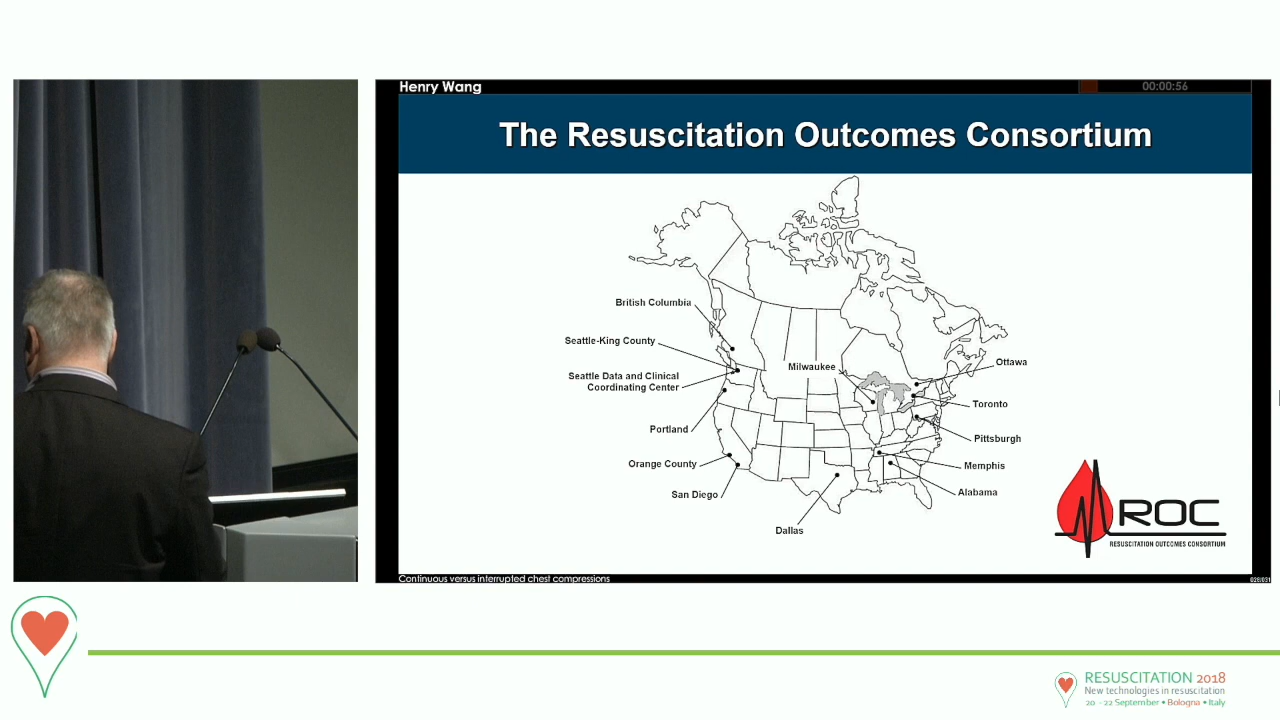 Henry Wang
00:00:56
The Resuscitation Outcomes Consortium
British Columbia
Seattle-King County
Seattle Data and Clinical
Coordinating Center
Portland
Orange County
San Diego
Dallas
Milwaukee
Ottawa
Toronto
Pittsburgh
Memphis
Alabama
ROC
RESUSCITATION OUTCOMES CONSORTIUM
Continuous versus interrupted chest compressions
RESUSCITATION 2018
New technologies in resuscitation
20 - 22 September • Bologna • Italy